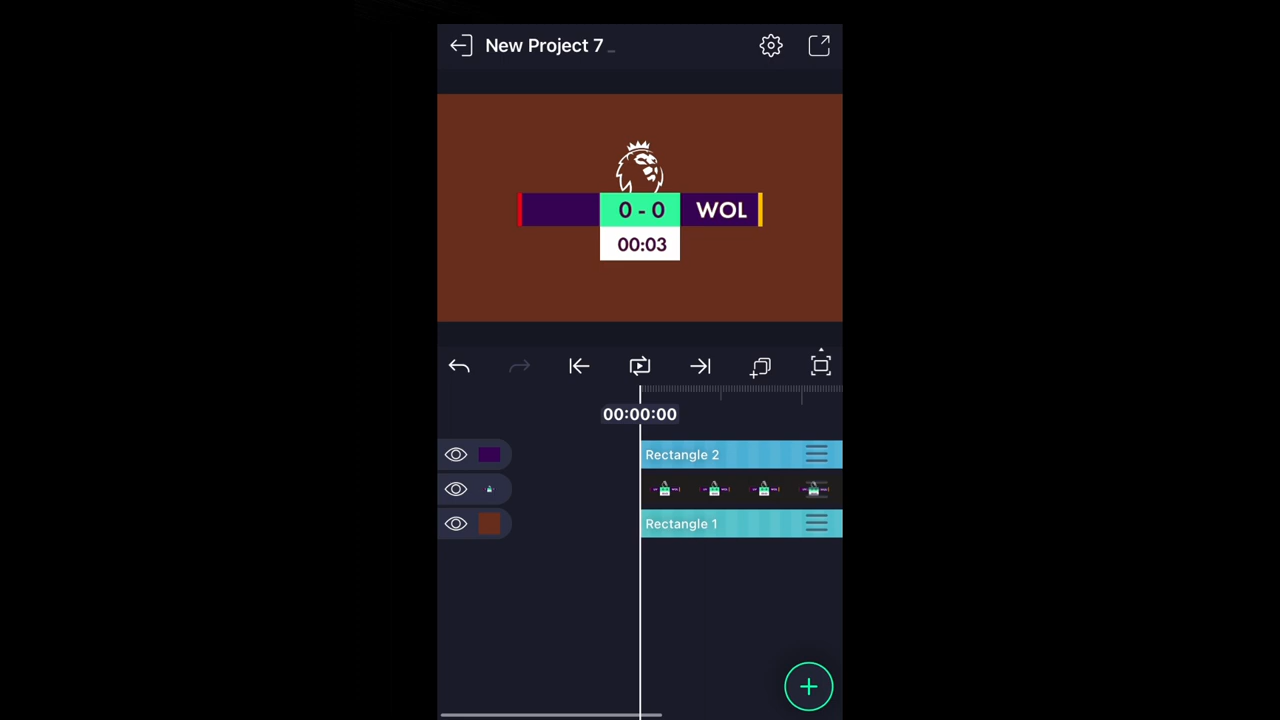 New Project 7
0 - 0 WOL
00:03
00:00:00
Rectangle 2
Rectangle 1